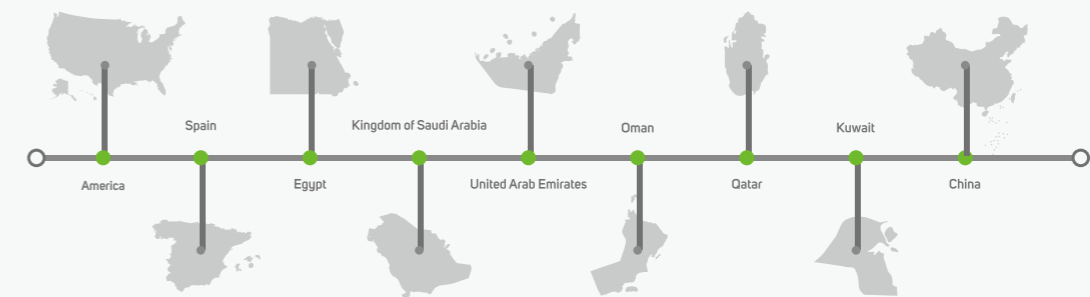 Spain
Kingdom of Saudi Arabia
Oman
Kuwait
America
Egypt
United Arab Emirates
Qatar
China